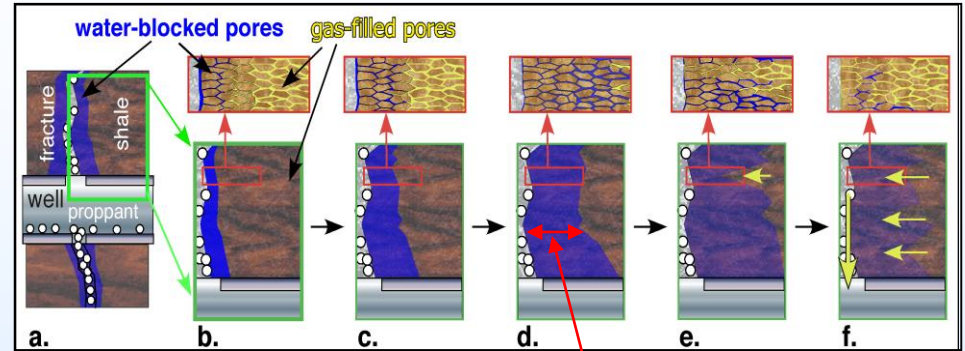 water-blocked pores
gas-filled pores
fracture
shale
well
proppant
a.
b.
c.
d.
e.
f.